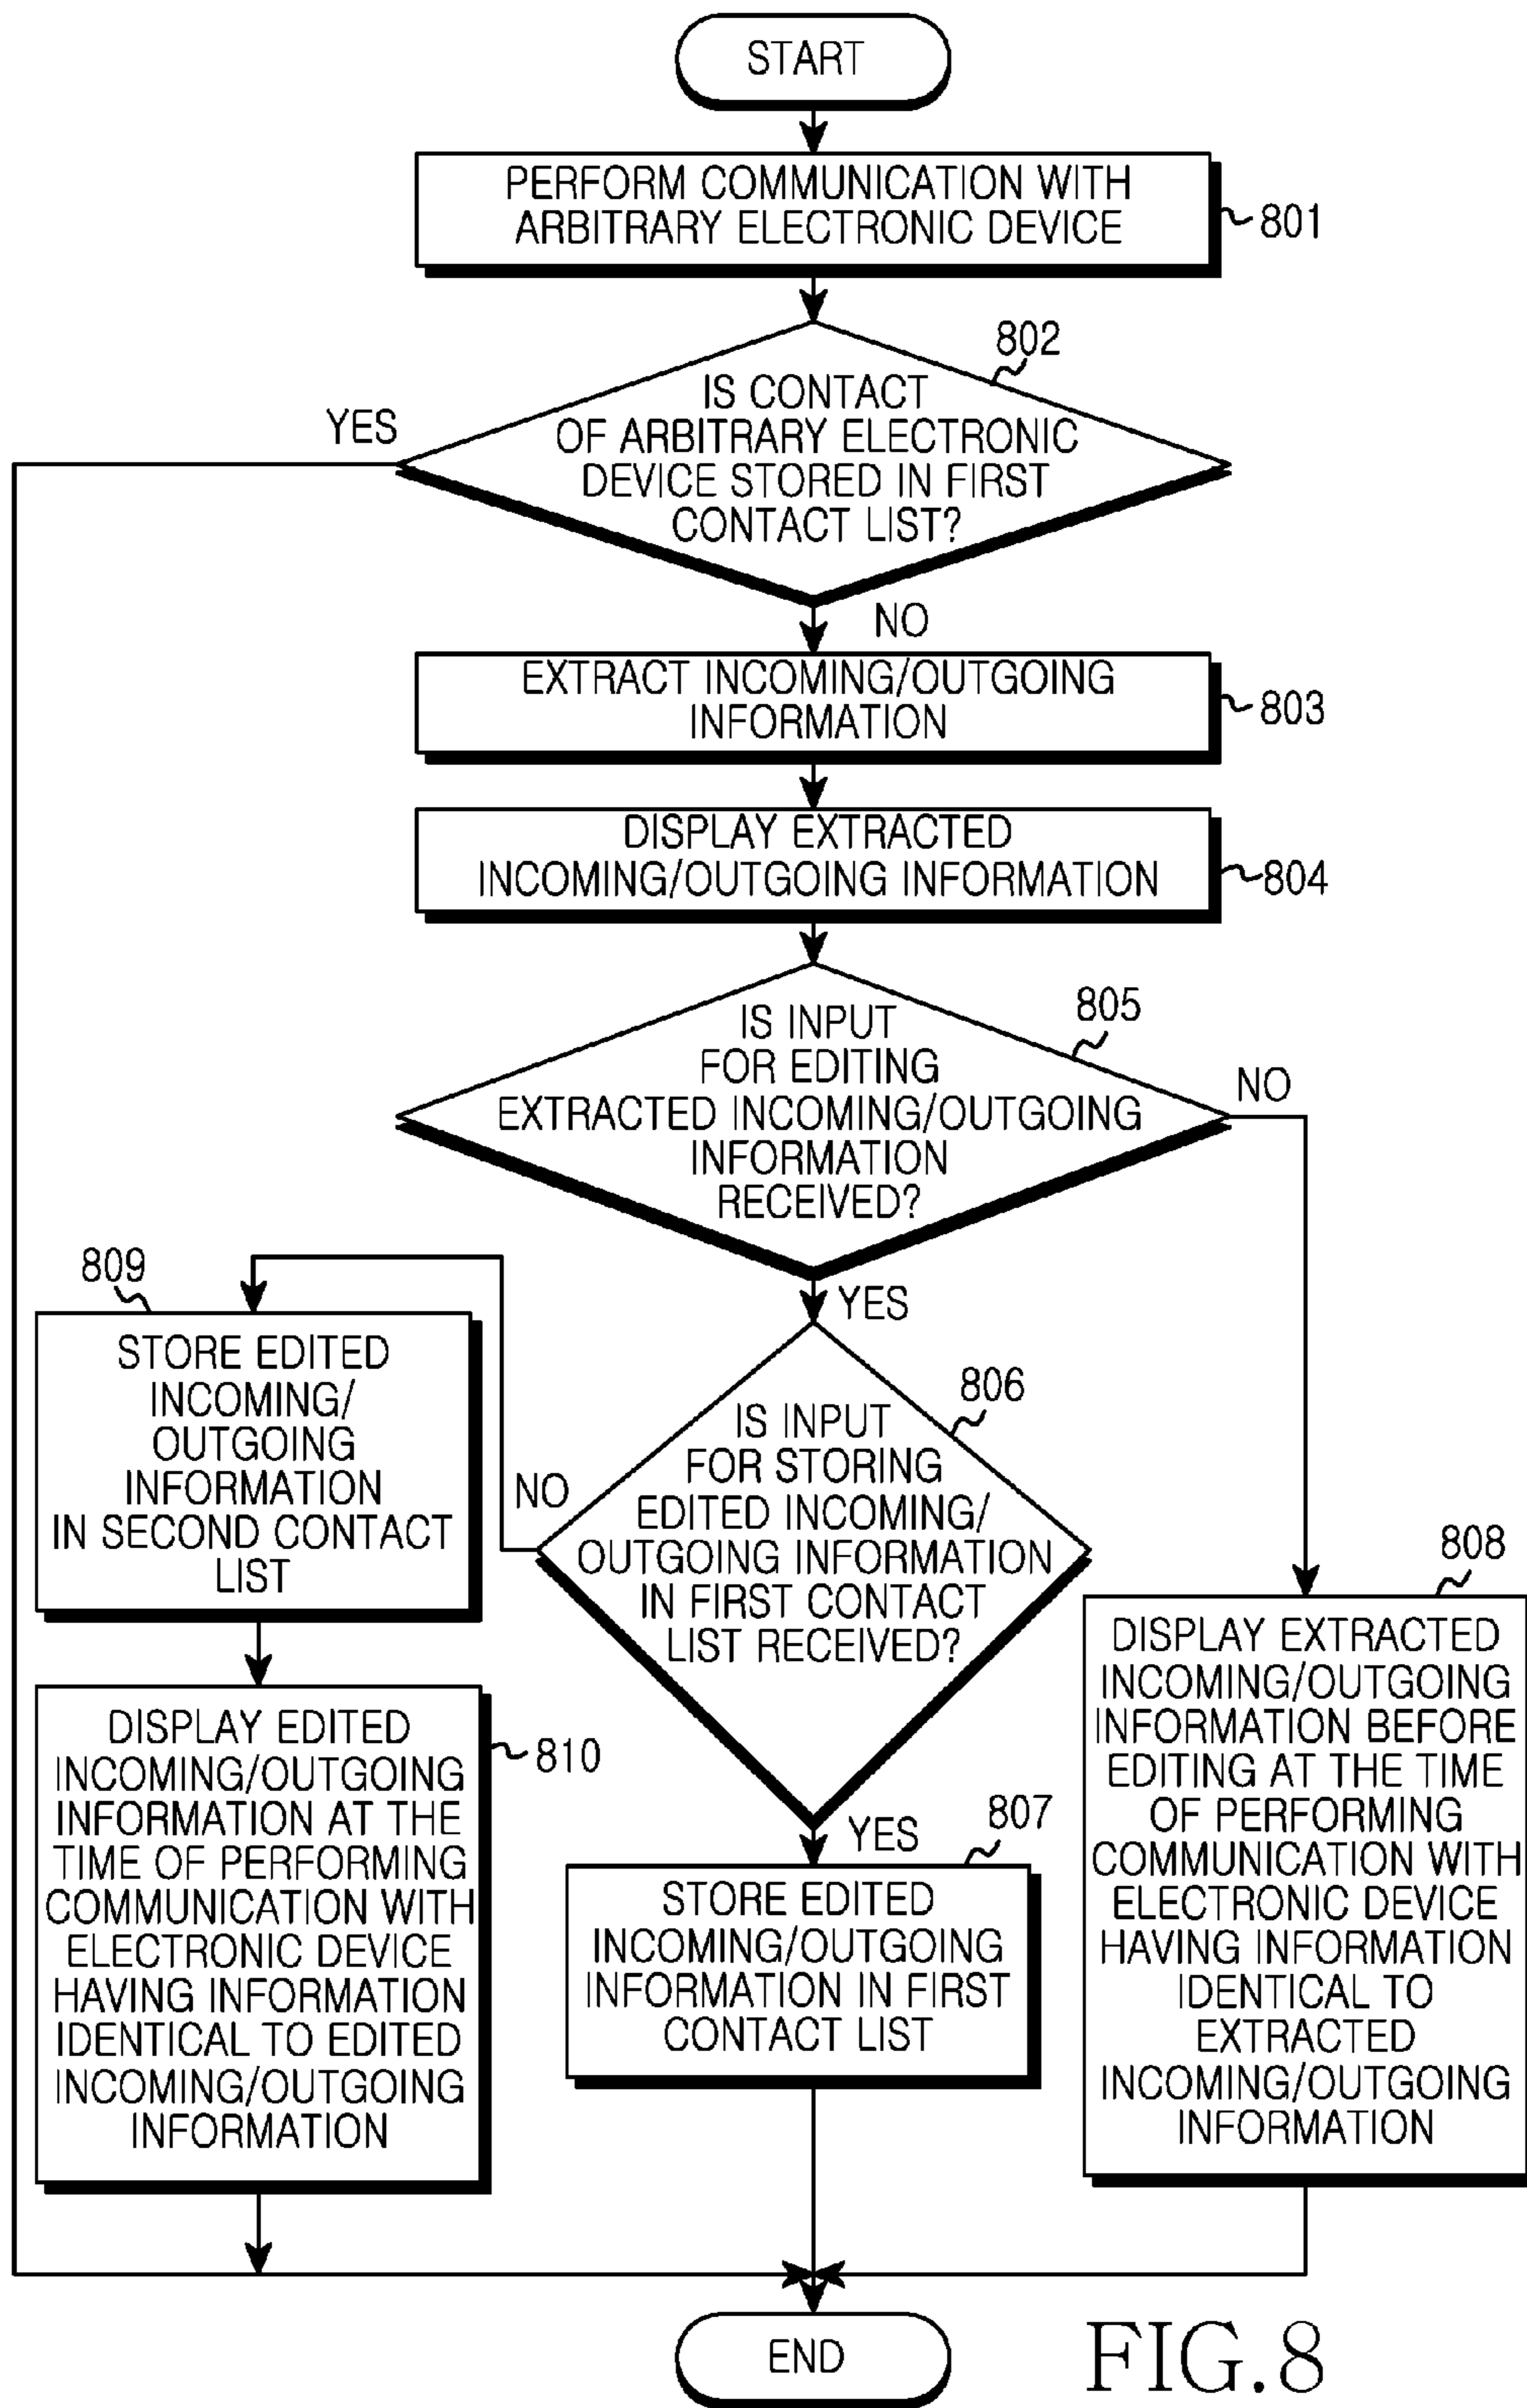 START
PERFORM COMMUNICATION WITH
ARBITRARY ELECTRONIC DEVICE
801
802
IS CONTACT
OF ARBITRARY ELECTRONIC
DEVICE STORED IN FIRST
CONTACT LIST?
YES
NO
EXTRACT INCOMING/OUTGOING
INFORMATION
803
DISPLAY EXTRACTED
INCOMING/OUTGOING INFORMATION
804
805
IS INPUT
FOR EDITING
EXTRACTED INCOMING/OUTGOING
INFORMATION
RECEIVED?
NO
YES
809
STORE EDITED
INCOMING/
OUTGOING
INFORMATION
IN SECOND CONTACT
LIST
806
IS INPUT
FOR STORING
EDITED INCOMING/
OUTGOING INFORMATION
IN FIRST CONTACT
LIST RECEIVED?
NO
YES
808
DISPLAY EXTRACTED
INCOMING/OUTGOING
INFORMATION BEFORE
EDITING AT THE TIME
OF PERFORMING
COMMUNICATION WITH
ELECTRONIC DEVICE
HAVING INFORMATION
IDENTICAL TO
EXTRACTED
INCOMING/OUTGOING
INFORMATION
DISPLAY EDITED
INCOMING/OUTGOING
INFORMATION AT THE
TIME OF PERFORMING
COMMUNICATION WITH
ELECTRONIC DEVICE
HAVING INFORMATION
IDENTICAL TO EDITED
INCOMING/OUTGOING
INFORMATION
810
807
STORE EDITED
INCOMING/OUTGOING
INFORMATION IN FIRST
CONTACT LIST
END
FIG.8